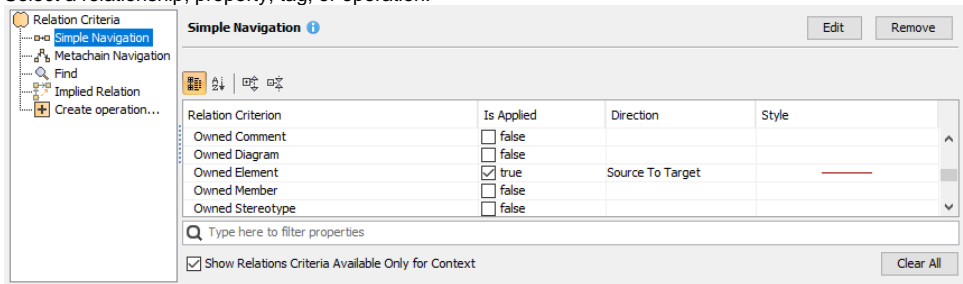 Select a relationship, property, tag, or operation.
Relation Criteria
Simple Navigation
Metachain Navigation
Find
Implied Relation
Create operation...
Simple Navigation
Edit
Remove
Relation Criterion Is Applied Direction Style
Owned Comment false
Owned Diagram false
Owned Element true Source To Target
Owned Member false
Owned Stereotype false
Type here to filter properties
Show Relations Criteria Available Only for Context
Clear All